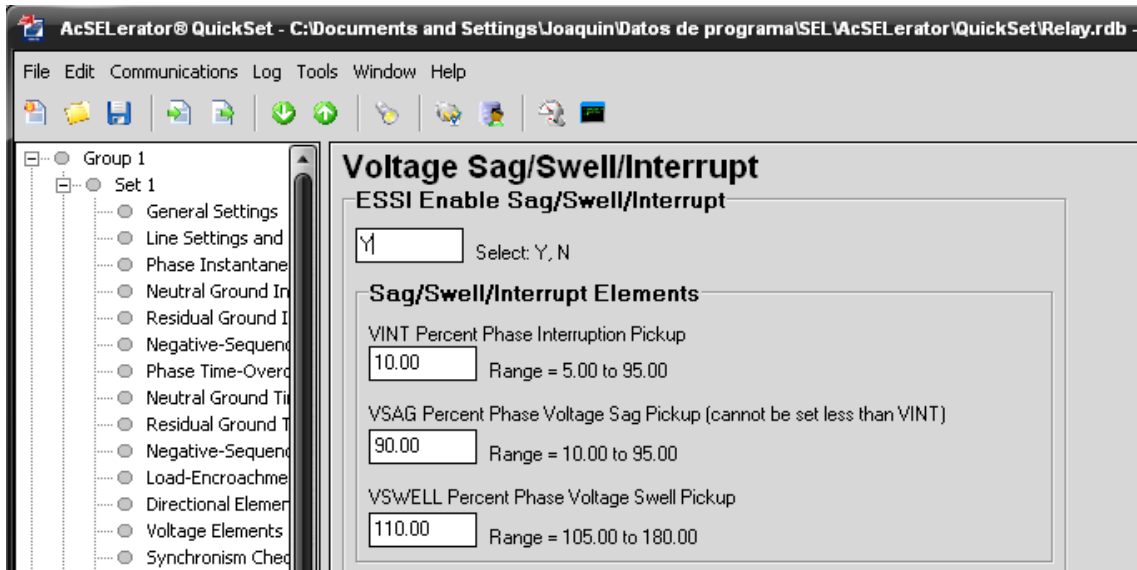 AcSELerator® QuickSet - C:\Documents and Settings\Joaquin\Datos de programa\SEL\AcSELerator\QuickSet\Relay.rdb -
File Edit Communications Log Tools Window Help
Group 1
Set 1
General Settings
Line Settings and
Phase Instantane
Neutral Ground In
Residual Ground I
Negative-Sequenc
Phase Time-Overc
Neutral Ground Ti
Residual Ground T
Negative-Sequenc
Load-Encroachme
Directional Elemen
Voltage Elements
Synchronism Chec
Voltage Sag/Swell/Interrupt
ESSI Enable Sag/Swell/Interrupt
Y Select: Y, N
Sag/Swell/Interrupt Elements
VINT Percent Phase Interruption Pickup
10.00 Range = 5.00 to 95.00
VSAG Percent Phase Voltage Sag Pickup (cannot be set less than VINT)
90.00 Range = 10.00 to 95.00
VSWELL Percent Phase Voltage Swell Pickup
110.00 Range = 105.00 to 180.00